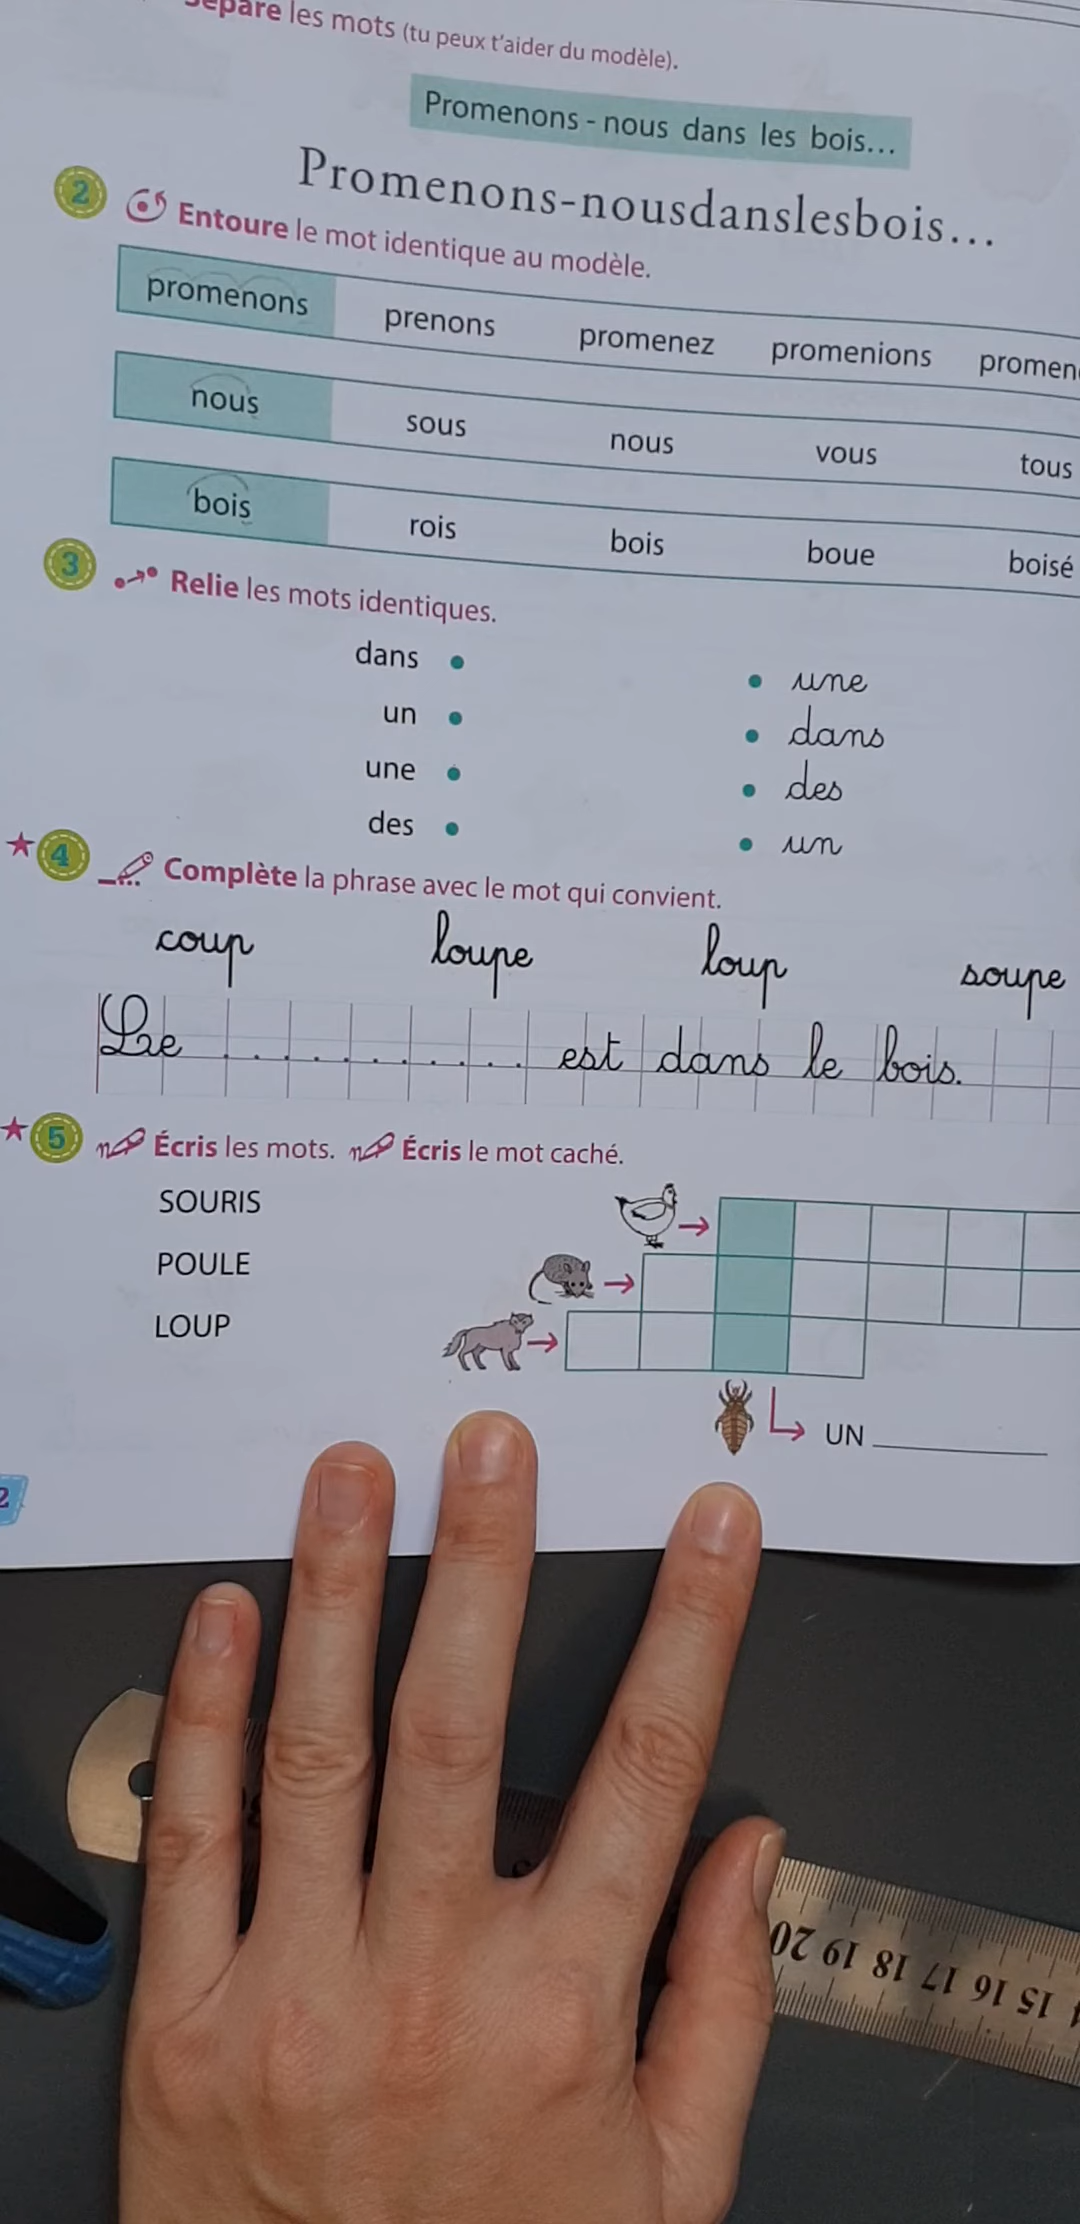 les mots (tu peux t'aider du modèle).
Promenons - nous dans les bois...
Promenons-nousdanslesbois...
2 Entoure le mot identique au modèle.
promenons prenons promenez promenions
nous sous nous vous tous
bois rois bois boue boisé
3 Relie les mots identiques.
dans une
un dans
une des
des un
4 Complète la phrase avec le mot qui convient.
coup loupe loup soupe
Le .......... est dans le bois.
5 Écris les mots. Écris le mot caché.
SOURIS
POULE
LOUP
UN
2
20 19 18 17 16 15